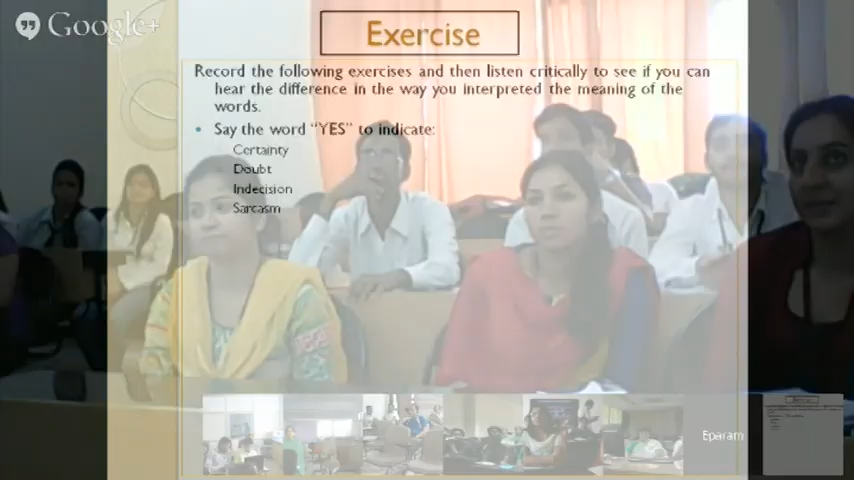 Google+
Exercise
Record the following exercises and then listen critically to see if you can
hear the difference in the way you interpreted the meaning of the
words.
Say the word “YES” to indicate:
Certainty
Doubt
Indecision
Sarcasm
Eparam